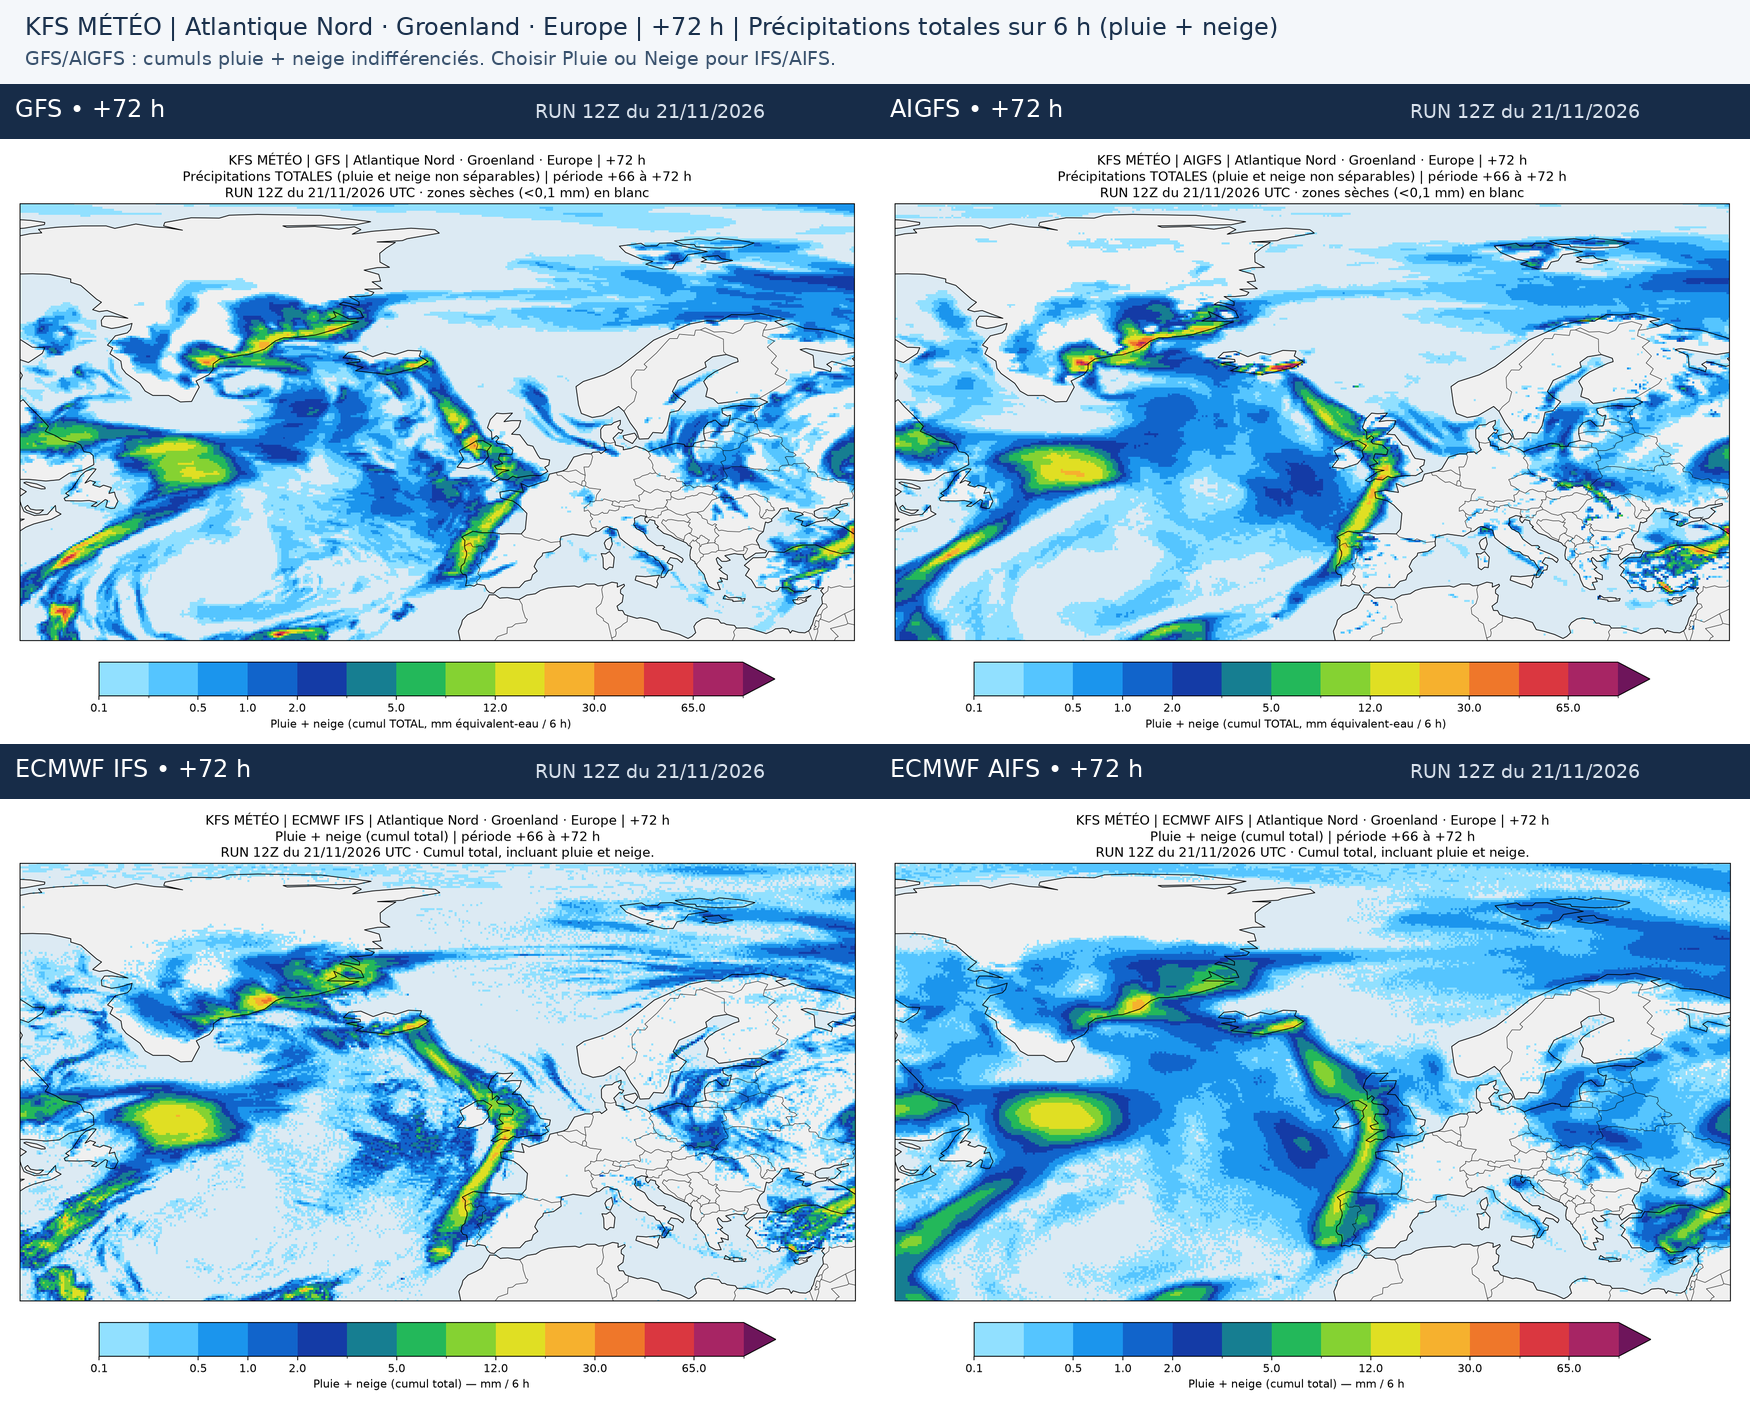 KFS MÉTÉO | Atlantique Nord · Groenland · Europe | +72 h | Précipitations totales sur 6 h (pluie + neige)
GFS/AIGFS : cumuls pluie + neige indifférenciés. Choisir Pluie ou Neige pour IFS/AIFS.
GFS • +72 h
RUN 12Z du 21/11/2026
AIGFS • +72 h
RUN 12Z du 21/11/2026
KFS MÉTÉO | GFS | Atlantique Nord · Groenland · Europe | +72 h
Précipitations TOTALES (pluie et neige non séparables) | période +66 à +72 h
RUN 12Z du 21/11/2026 UTC · zones sèches (<0,1 mm) en blanc
KFS MÉTÉO | AIGFS | Atlantique Nord · Groenland · Europe | +72 h
Précipitations TOTALES (pluie et neige non séparables) | période +66 à +72 h
RUN 12Z du 21/11/2026 UTC · zones sèches (<0,1 mm) en blanc
0.1 0.5 1.0 2.0 5.0 12.0 30.0 65.0
Pluie + neige (cumul TOTAL, mm équivalent-eau / 6 h)
0.1 0.5 1.0 2.0 5.0 12.0 30.0 65.0
Pluie + neige (cumul TOTAL, mm équivalent-eau / 6 h)
ECMWF IFS • +72 h
RUN 12Z du 21/11/2026
ECMWF AIFS • +72 h
RUN 12Z du 21/11/2026
KFS MÉTÉO | ECMWF IFS | Atlantique Nord · Groenland · Europe | +72 h
Pluie + neige (cumul total) | période +66 à +72 h
RUN 12Z du 21/11/2026 UTC · Cumul total, incluant pluie et neige.
KFS MÉTÉO | ECMWF AIFS | Atlantique Nord · Groenland · Europe | +72 h
Pluie + neige (cumul total) | période +66 à +72 h
RUN 12Z du 21/11/2026 UTC · Cumul total, incluant pluie et neige.
0.1 0.5 1.0 2.0 5.0 12.0 30.0 65.0
Pluie + neige (cumul total) — mm / 6 h
0.1 0.5 1.0 2.0 5.0 12.0 30.0 65.0
Pluie + neige (cumul total) — mm / 6 h